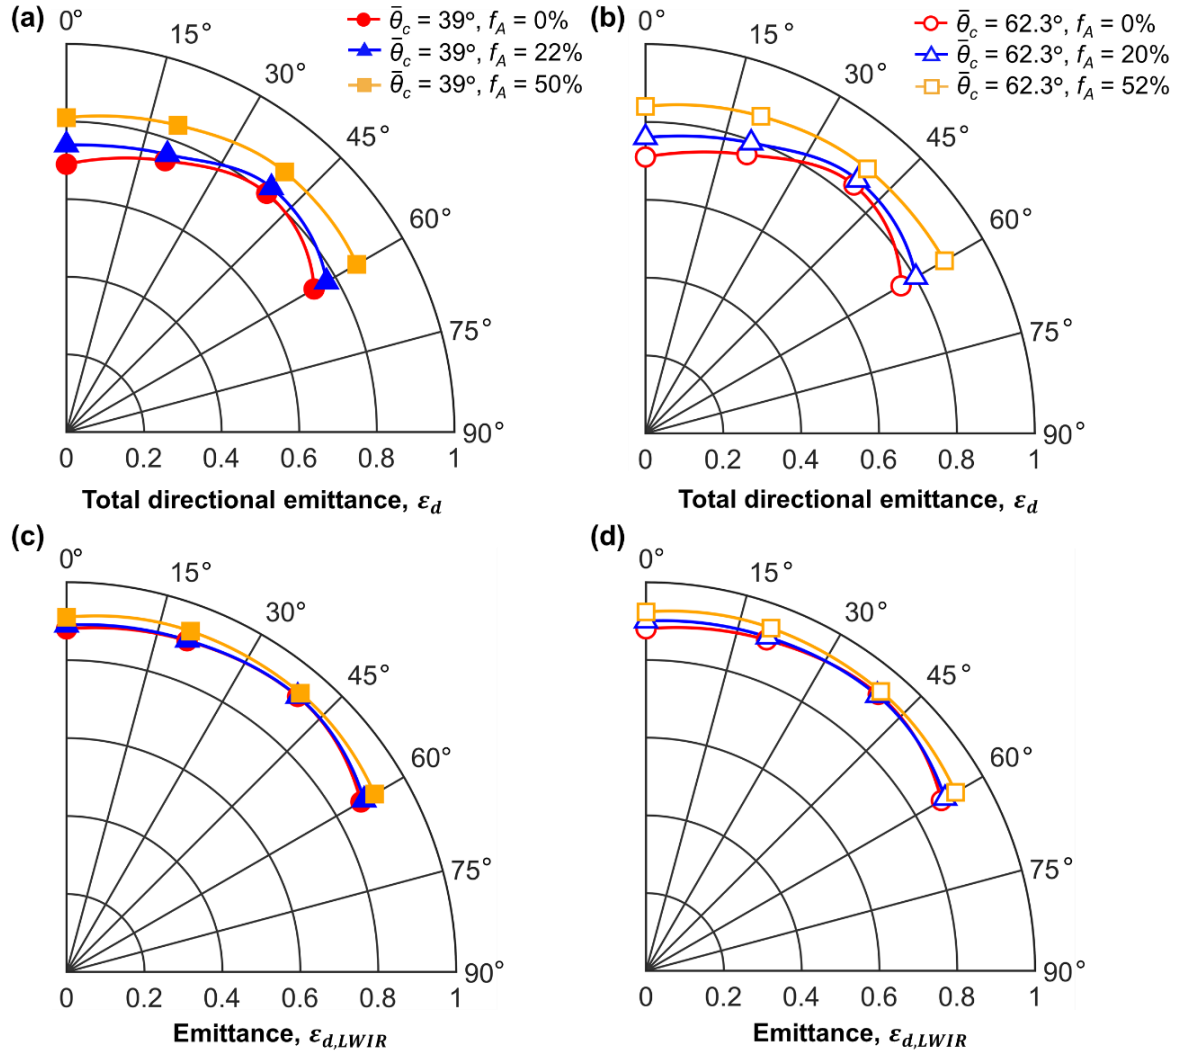 (a)
θ̄c = 39°, fA = 0%
θ̄c = 39°, fA = 22%
θ̄c = 39°, fA = 50%
0°
15°
30°
45°
60°
75°
90°
0 0.2 0.4 0.6 0.8 1
Total directional emittance, εd
(b)
θ̄c = 62.3°, fA = 0%
θ̄c = 62.3°, fA = 20%
θ̄c = 62.3°, fA = 52%
0°
15°
30°
45°
60°
75°
90°
0 0.2 0.4 0.6 0.8 1
Total directional emittance, εd
(c)
0°
15°
30°
45°
60°
75°
90°
0 0.2 0.4 0.6 0.8 1
Emittance, εd,LWIR
(d)
0°
15°
30°
45°
60°
75°
90°
0 0.2 0.4 0.6 0.8 1
Emittance, εd,LWIR